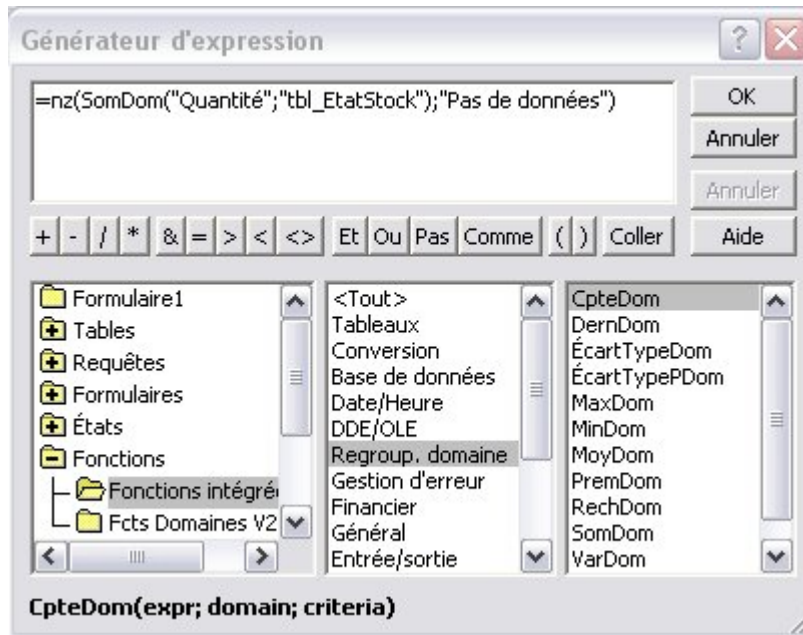 Générateur d'expression
=nz(SomDom("Quantité";"tbl_EtatStock");"Pas de données")
OK
Annuler
Annuler
+ - / * & = > < <> Et Ou Pas Comme ( ) Coller Aide
Formulaire1
Tables
Requêtes
Formulaires
États
Fonctions
Fonctions intégré
Fcts Domaines V2
<Tout>
Tableaux
Conversion
Base de données
Date/Heure
DDE/OLE
Regroup. domaine
Gestion d'erreur
Financier
Général
Entrée/sortie
CpteDom
DernDom
ÉcartTypeDom
ÉcartTypePDom
MaxDom
MinDom
MoyDom
PremDom
RechDom
SomDom
VarDom
CpteDom(expr; domain; criteria)